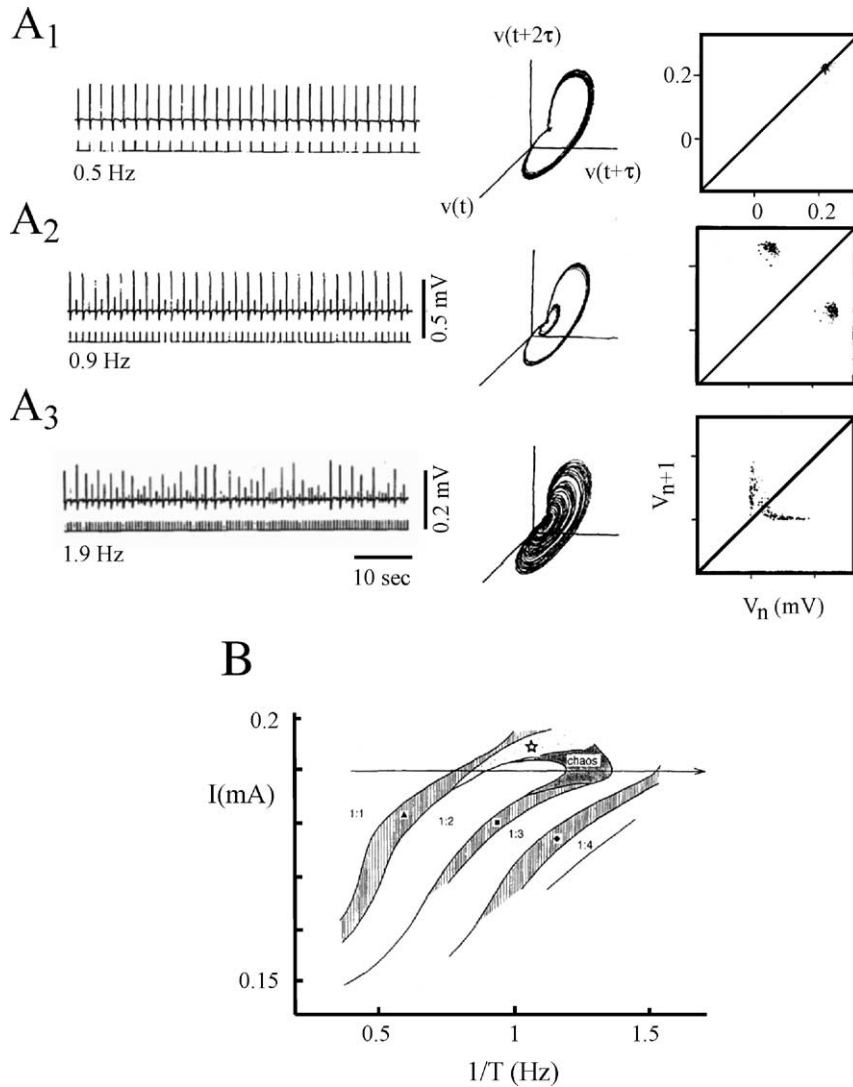 A1
v(t+2τ)
v(t+τ)
v(t)
0.5 Hz
0.2
0
0 0.2
A2
0.5 mV
0.9 Hz
A3
0.2 mV
1.9 Hz
10 sec
Vn+1
Vn (mV)
B
0.2
I(mA)
0.15
chaos
1:1
1:2
1:3
1:4
0.5 1 1.5
1/T (Hz)